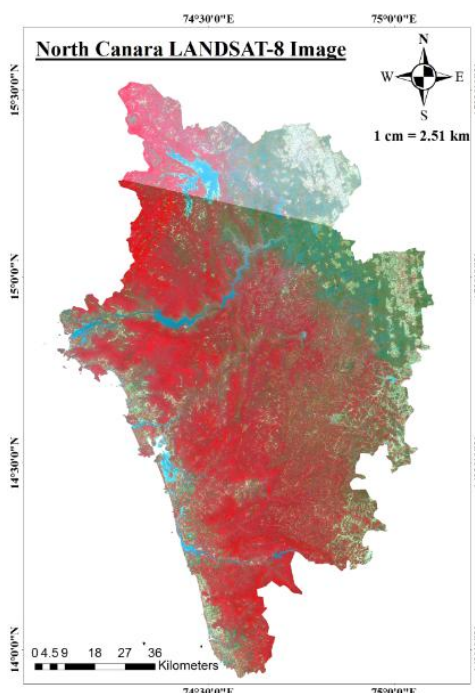 74°30'0"E 75°0'0"E
North Canara LANDSAT-8 Image
N
W E
S
1 cm = 2.51 km
15°30'0"N
15°0'0"N
14°30'0"N
14°0'0"N
0 4.5 9 18 27 36
Kilometers
74°30'0"E 75°0'0"E